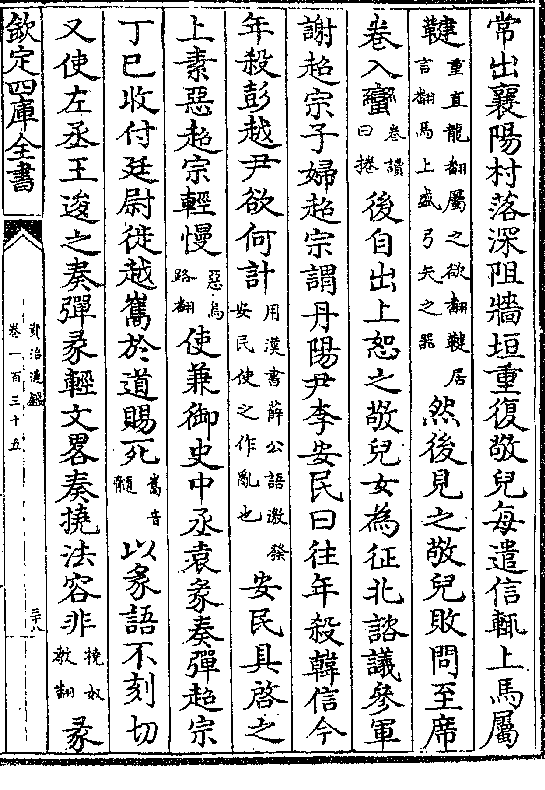 常出襄陽村落深阻牆垣重復敬兒每遣信輒上馬屬
鞬重直龍翻屬之欲翻鞬居言翻馬上盛弓矢之器然後見之敬兒敗問至席
卷入蠻卷讀曰捲後自出上恕之敬兒女為征北諮議參軍
謝超宗子婦超宗謂丹陽尹李安民曰往年殺韓信今
年殺彭越尹欲何計用漢書薛公語激發安民使之作亂也安民具啓之
上素惡超宗輕慢惡烏路翻使兼御史中丞袁彖奏彈超宗
丁巳收付廷尉徙越巂於道賜死巂音髓以彖語不刻切
又使左丞王逡之奏彈彖輕文畧奏撓法容非撓奴教翻彖
欽定四庫全書
資治通鑑
卷一百三十五
三十八